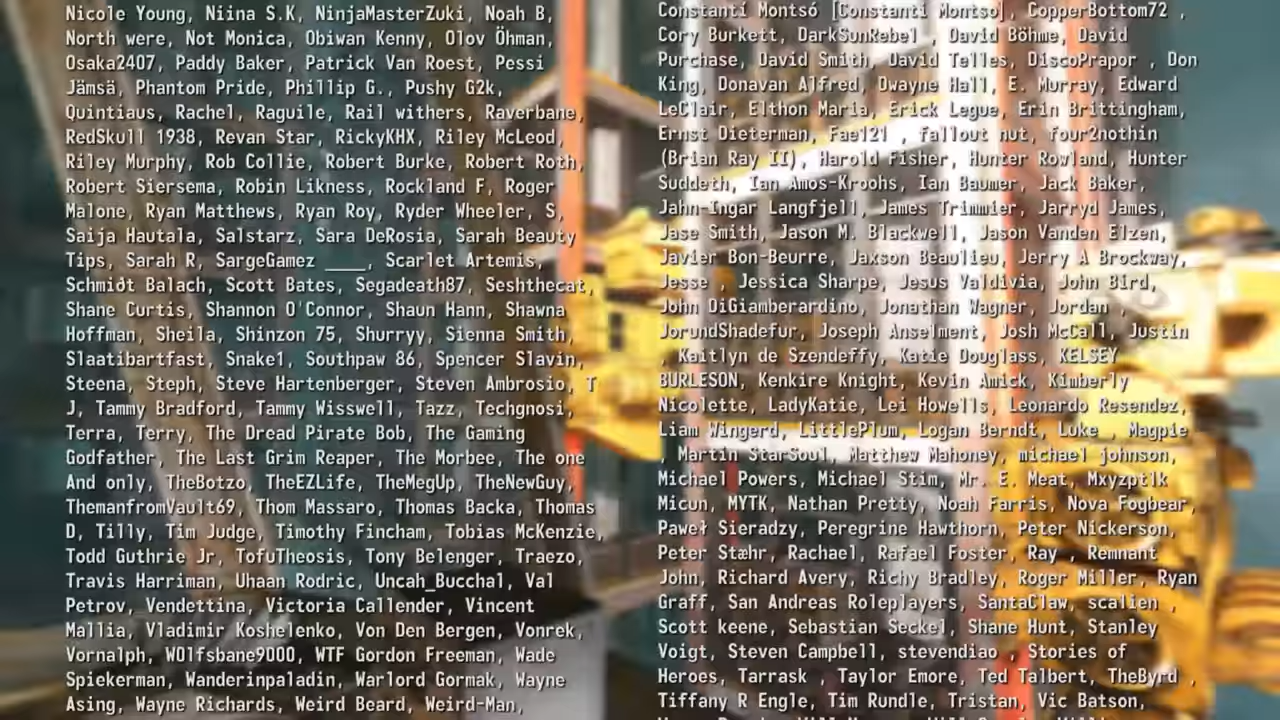 Nicole Young, Niina S.K, NinjaMasterZuki, Noah B,
North were, Not Monica, Obiwan Kenny, Olov Öhman,
Osaka2407, Paddy Baker, Patrick Van Roest, Pessi
Jämsä, Phantom Pride, Phillip G., Pushy G2k,
Quintiaus, Rachel, Raguile, Rail withers, Raverbane,
RedSkull 1938, Revan Star, RickyKHX, Riley McLeod,
Riley Murphy, Rob Collie, Robert Burke, Robert Roth,
Robert Siersema, Robin Likness, Rockland F, Roger
Malone, Ryan Matthews, Ryan Roy, Ryder Wheeler, S,
Saija Hautala, Salstarz, Sara DeRosia, Sarah Beauty
Tips, Sarah R, SargeGamez ____, Scarlet Artemis,
Schmiðt Balach, Scott Bates, Segadeath87, Seshthecat,
Shane Curtis, Shannon O'Connor, Shaun Hann, Shawna
Hoffman, Sheila, Shinzon 75, Shurryy, Sienna Smith,
Slaatibartfast, Snake1, Southpaw 86, Spencer Slavin,
Steena, Steph, Steve Hartenberger, Steven Ambrosio, T
J, Tammy Bradford, Tammy Wisswell, Tazz, Techgnosi,
Terra, Terry, The Dread Pirate Bob, The Gaming
Godfather, The Last Grim Reaper, The Morbee, The one
And only, TheBotzo, TheEZLife, TheMegUp, TheNewGuy,
ThemanfromVault69, Thom Massaro, Thomas Backa, Thomas
D, Tilly, Tim Judge, Timothy Fincham, Tobias McKenzie,
Todd Guthrie Jr, TofuTheosis, Tony Belenger, Traezo,
Travis Harriman, Uhaan Rodric, Uncah_Bucchal, Val
Petrov, Vendettina, Victoria Callender, Vincent
Mallia, Vladimir Koshelenko, Von Den Bergen, Vonrek,
Vornalph, W0lfsbane9000, WTF Gordon Freeman, Wade
Spiekerman, Wanderinpaladin, Warlord Gormak, Wayne
Asing, Wayne Richards, Weird Beard, Weird-Man,
Constantí Montsó [Constantí Montso], CopperBottom72 ,
Cory Burkett, DarkSunRebel , David Böhme, David
Purchase, David Smith, David Telles, DiscoPrapor , Don
King, Donavan Alfred, Dwayne Hall, E. Murray, Edward
LeClair, Elthon Maria, Erick Legue, Erin Brittingham,
Ernst Dieterman, Fae121 , fallout nut, four2nothin
(Brian Ray II), Harold Fisher, Hunter Rowland, Hunter
Suddeth, Ian Amos-Kroohs, Ian Baumer, Jack Baker,
Jahn-Ingar Langfjell, James Trimmier, Jarryd James,
Jase Smith, Jason M. Blackwell, Jason Vanden Elzen,
Javier Bon-Beurre, Jaxson Beaulieu, Jerry A Brockway,
Jesse , Jessica Sharpe, Jesus Valdivia, John Bird,
John DiGiamberardino, Jonathan Wagner, Jordan ,
JorundShadefur, Joseph Anselment, Josh McCall, Justin
, Kaitlyn de Szendeffy, Katie Douglass, KELSEY
BURLESON, Kenkire Knight, Kevin Amick, Kimberly
Nicolette, LadyKatie, Lei Howells, Leonardo Resendez,
Liam Wingerd, LittlePlum, Logan Berndt, Luke , Magpie
, Martin StarSoul, Matthew Mahoney, michael johnson,
Michael Powers, Michael Stim, Mr. E. Meat, Mxyzptlk
Micun, MYTK, Nathan Pretty, Noah Farris, Nova Fogbear,
Paweł Sieradzy, Peregrine Hawthorn, Peter Nickerson,
Peter Stæhr, Rachael, Rafael Foster, Ray , Remnant
John, Richard Avery, Richy Bradley, Roger Miller, Ryan
Graff, San Andreas Roleplayers, SantaClaw, scalien ,
Scott keene, Sebastian Seckel, Shane Hunt, Stanley
Voigt, Steven Campbell, stevendiao , Stories of
Heroes, Tarrask , Taylor Emore, Ted Talbert, TheByrd ,
Tiffany R Engle, Tim Rundle, Tristan, Vic Batson,